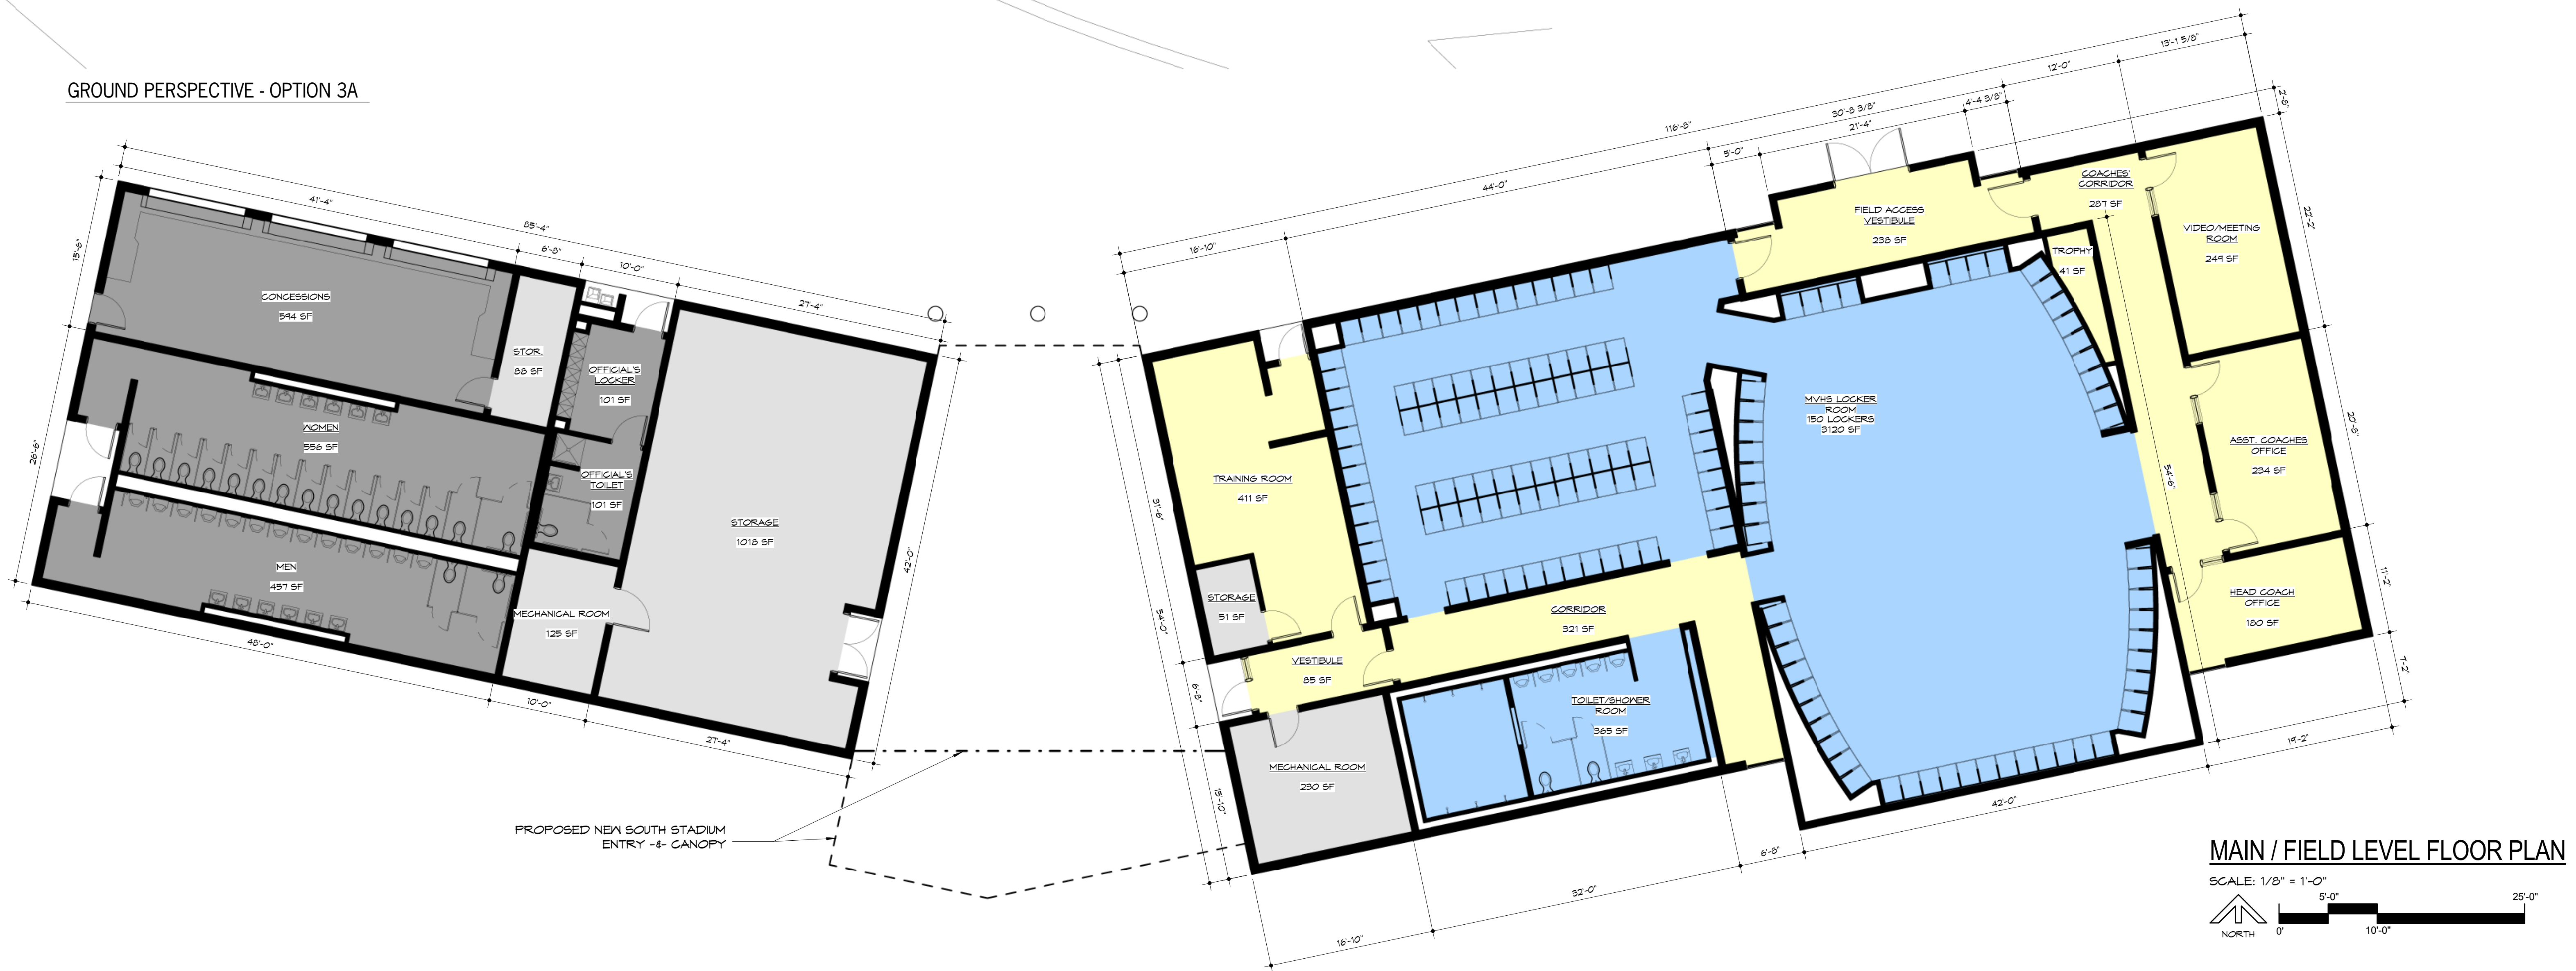 GROUND PERSPECTIVE - OPTION 3A
85'-4"
41'-4"
6'-8"
10'-0"
27'-4"
15'-6"
26'-6"
CONCESSIONS
594 SF
STOR.
88 SF
OFFICIAL'S
LOCKER
101 SF
WOMEN
556 SF
OFFICIAL'S
TOILET
101 SF
MEN
457 SF
MECHANICAL ROOM
125 SF
STORAGE
1018 SF
42'-0"
48'-0"
10'-0"
27'-4"
PROPOSED NEW SOUTH STADIUM
ENTRY -&- CANOPY
116'-8"
13'-1 5/8"
12'-0"
30'-8 3/8"
4'-4 3/8"
21'-4"
5'-0"
44'-0"
16'-10"
2'-8"
22'-2"
20'-8"
11'-2"
7'-2"
54'-6"
31'-6"
54'-0"
6'-8"
15'-10"
FIELD ACCESS
VESTIBULE
238 SF
COACHES'
CORRIDOR
287 SF
VIDEO/MEETING
ROOM
249 SF
TROPHY
41 SF
MVHS LOCKER
ROOM
150 LOCKERS
3120 SF
ASST. COACHES
OFFICE
234 SF
TRAINING ROOM
411 SF
STORAGE
51 SF
CORRIDOR
321 SF
HEAD COACH
OFFICE
180 SF
VESTIBULE
85 SF
TOILET/SHOWER
ROOM
365 SF
MECHANICAL ROOM
230 SF
19'-2"
42'-0"
6'-8"
32'-0"
16'-10"
MAIN / FIELD LEVEL FLOOR PLAN
SCALE: 1/8" = 1'-0"
NORTH
0'
5'-0"
10'-0"
25'-0"